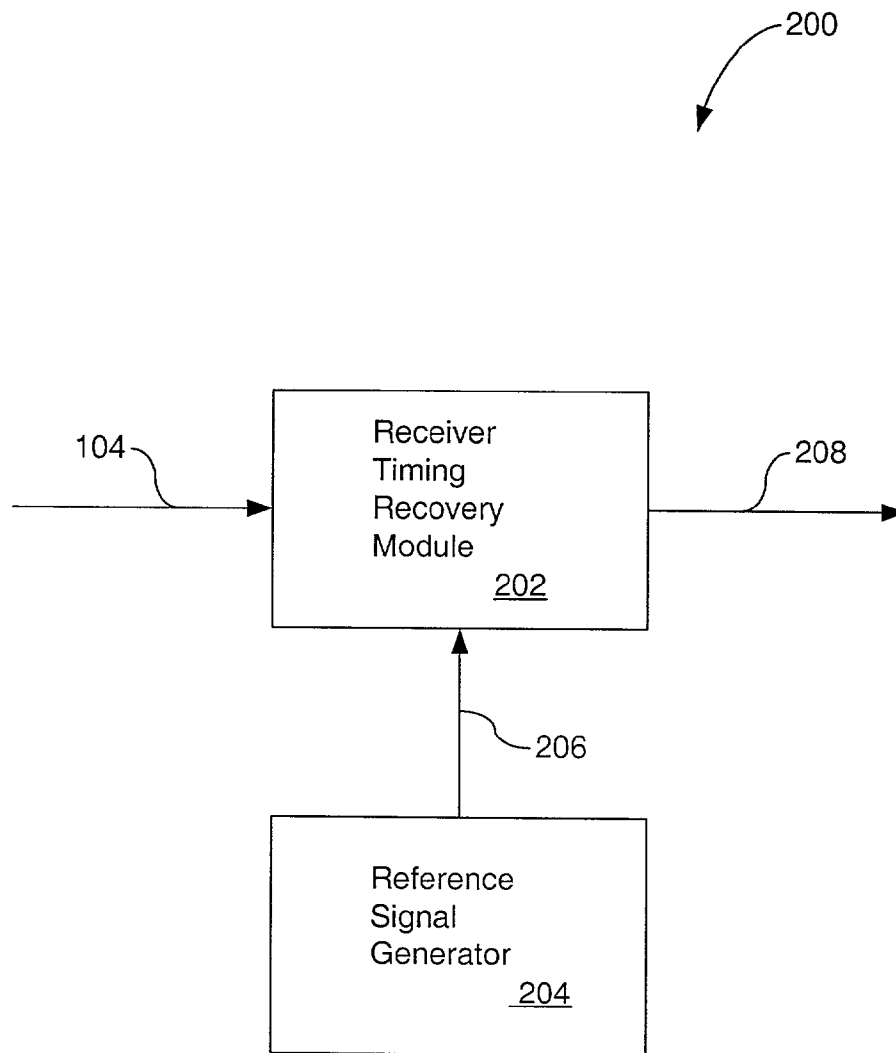 200
104
Receiver
Timing
Recovery
Module
202
208
206
Reference
Signal
Generator
204